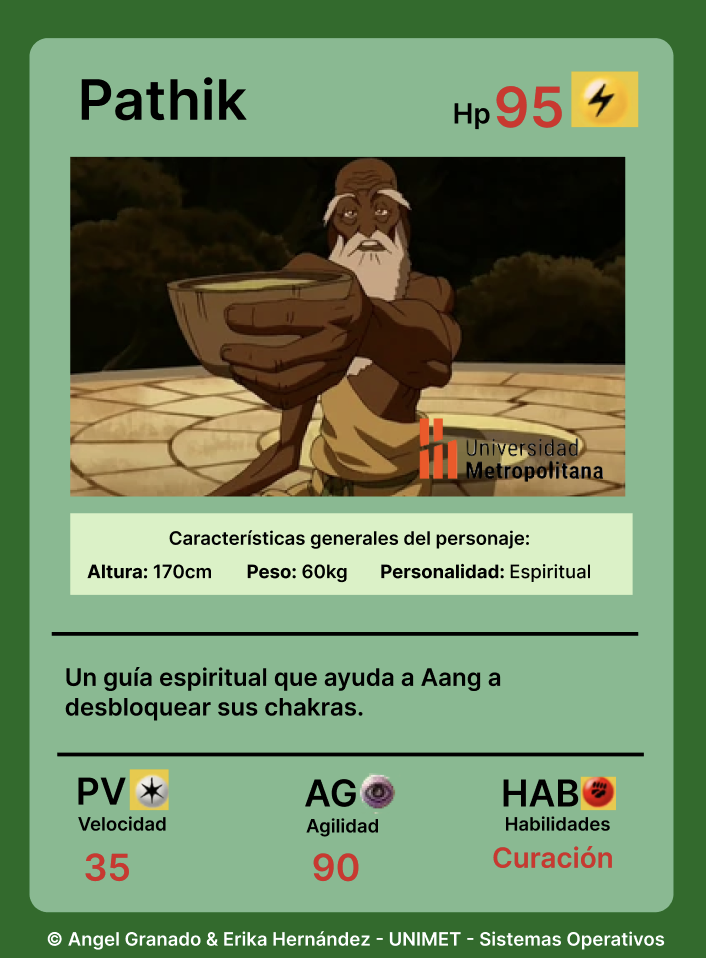 Pathik
Hp 95
Universidad
Metropolitana
Características generales del personaje:
Altura: 170cm Peso: 60kg Personalidad: Espiritual
Un guía espiritual que ayuda a Aang a
desbloquear sus chakras.
PV AG HAB
Velocidad Agilidad Habilidades
35 90 Curación
© Angel Granado & Erika Hernández - UNIMET - Sistemas Operativos